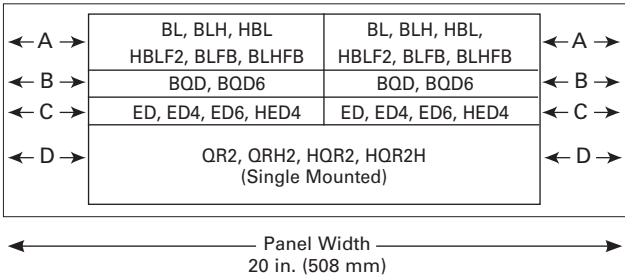 A BL, BLH, HBL BL, BLH, HBL, A
HBLF2, BLFB, BLHFB HBLF2, BLFB, BLHFB
B BQD, BQD6 BQD, BQD6 B
C ED, ED4, ED6, HED4 ED, ED4, ED6, HED4 C
D QR2, QRH2, HQR2, HQR2H D
(Single Mounted)
Panel Width
20 in. (508 mm)